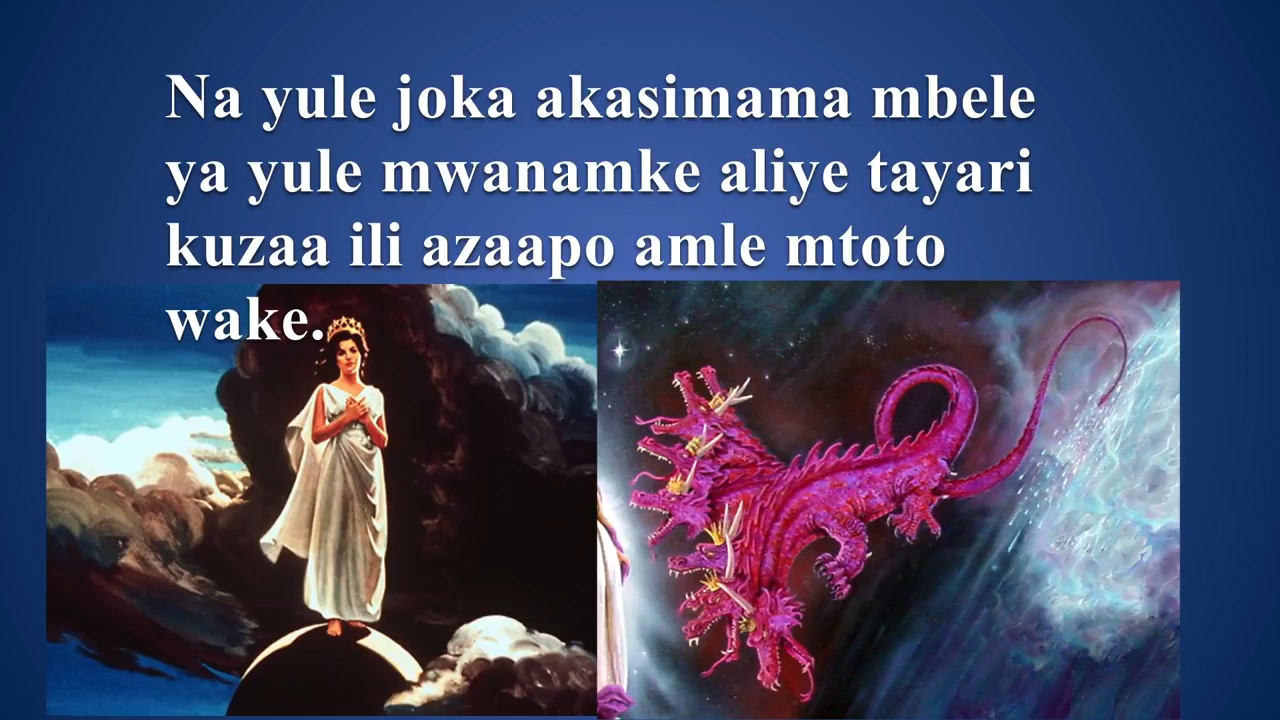 Na yule joka akasimama mbele
ya yule mwanamke aliye tayari
kuzaa ili azaapo amle mtoto
wake.